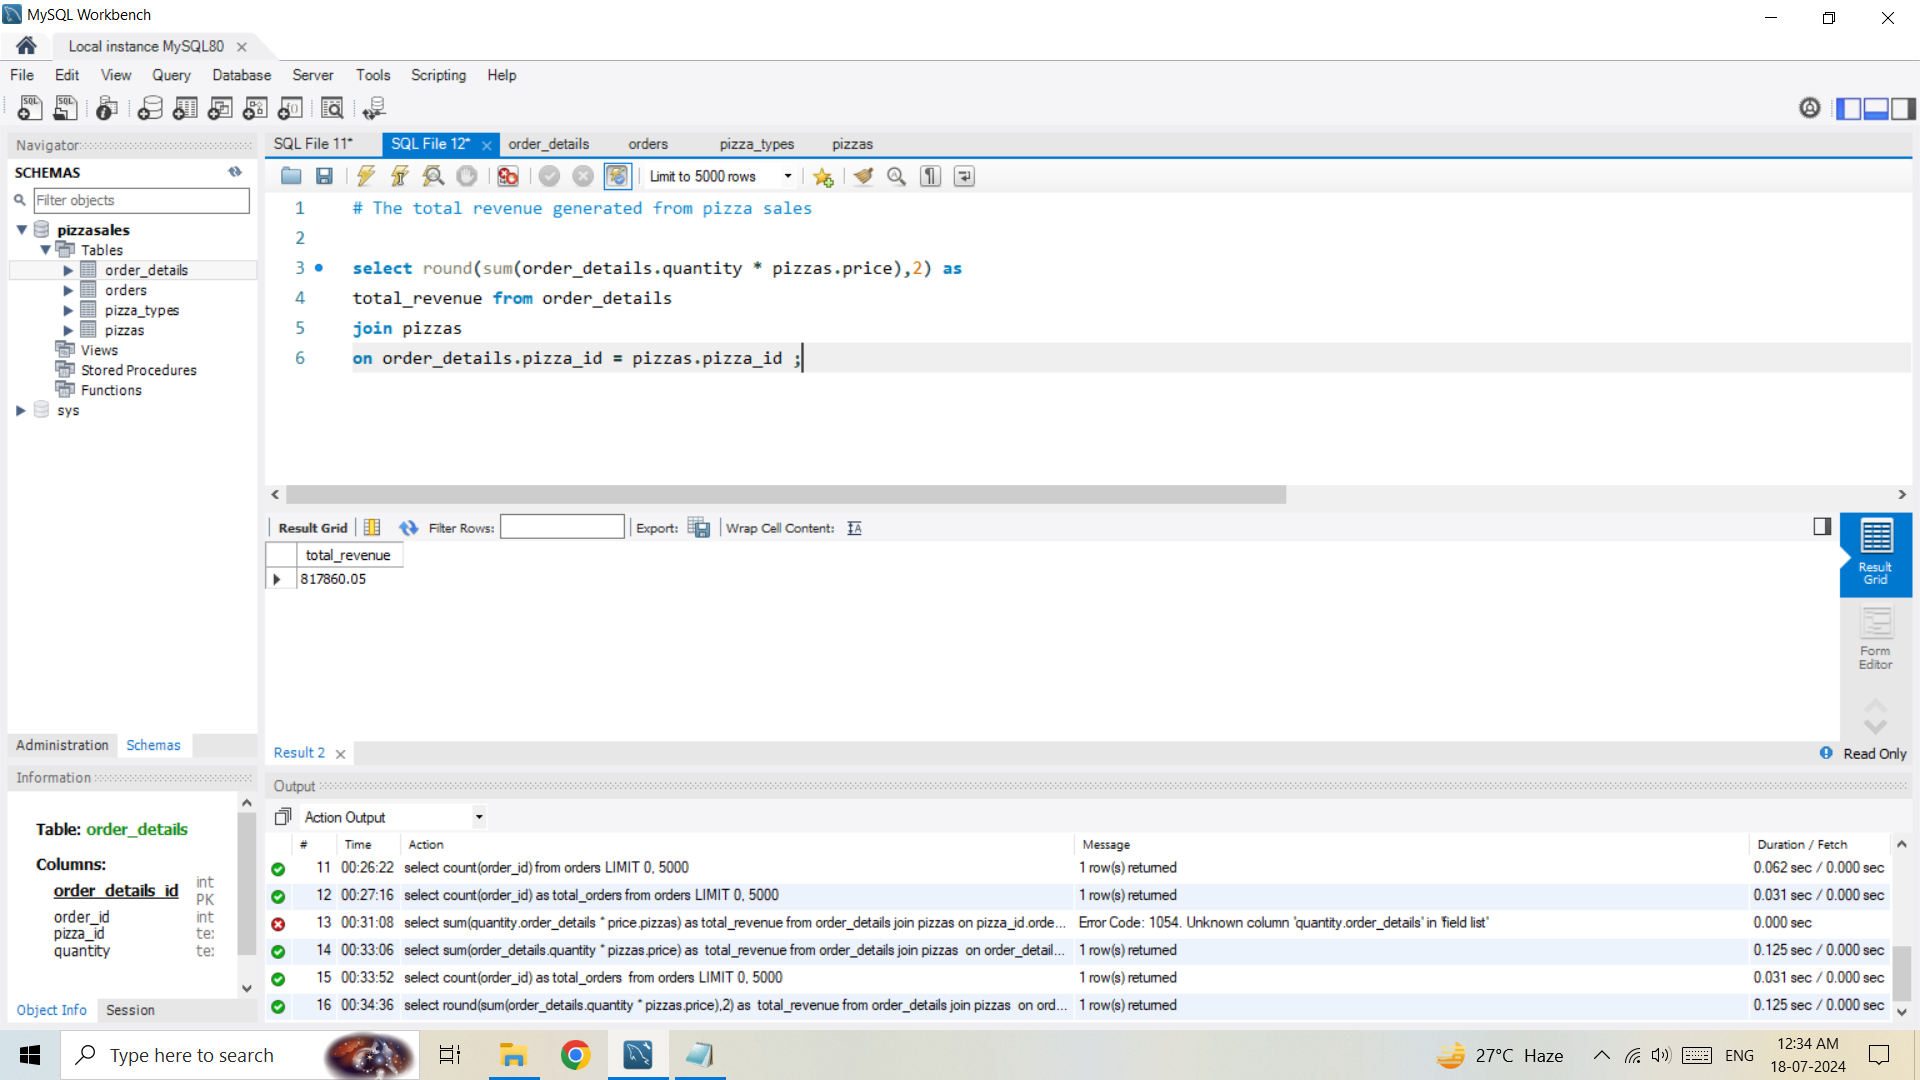 MySQL Workbench
Local instance MySQL80
File Edit View Query Database Server Tools Scripting Help
Navigator
SCHEMAS
Filter objects
pizzasales
Tables
order_details
orders
pizza_types
pizzas
Views
Stored Procedures
Functions
sys
Administration Schemas
Information
Table: order_details
Columns:
order_details_id int
PK
order_id int
pizza_id
quantity
Object Info Session
SQL File 11* SQL File 12* order_details orders pizza_types pizzas
Limit to 5000 rows
1 # The total revenue generated from pizza sales
2
3 select round(sum(order_details.quantity * pizzas.price),2) as
4 total_revenue from order_details
5 join pizzas
6 on order_details.pizza_id = pizzas.pizza_id ;
Result Grid Filter Rows: Export: Wrap Cell Content:
total_revenue
817860.05
Result Grid
Form Editor
Result 2 Read Only
Output
Action Output
# Time Action Message Duration / Fetch
11 00:26:22 select count(order_id) from orders LIMIT 0, 5000 1 row(s) returned 0.062 sec / 0.000 sec
12 00:27:16 select count(order_id) as total_orders from orders LIMIT 0, 5000 1 row(s) returned 0.031 sec / 0.000 sec
13 00:31:08 select sum(quantity.order_details * price.pizzas) as total_revenue from order_details join pizzas on pizza_id.orde... Error Code: 1054. Unknown column 'quantity.order_details' in 'field list' 0.000 sec
14 00:33:06 select sum(order_details.quantity * pizzas.price) as total_revenue from order_details join pizzas on order_detail... 1 row(s) returned 0.125 sec / 0.000 sec
15 00:33:52 select count(order_id) as total_orders from orders LIMIT 0, 5000 1 row(s) returned 0.031 sec / 0.000 sec
16 00:34:36 select round(sum(order_details.quantity * pizzas.price),2) as total_revenue from order_details join pizzas on ord... 1 row(s) returned 0.125 sec / 0.000 sec
Type here to search
27°C Haze
ENG
12:34 AM
18-07-2024